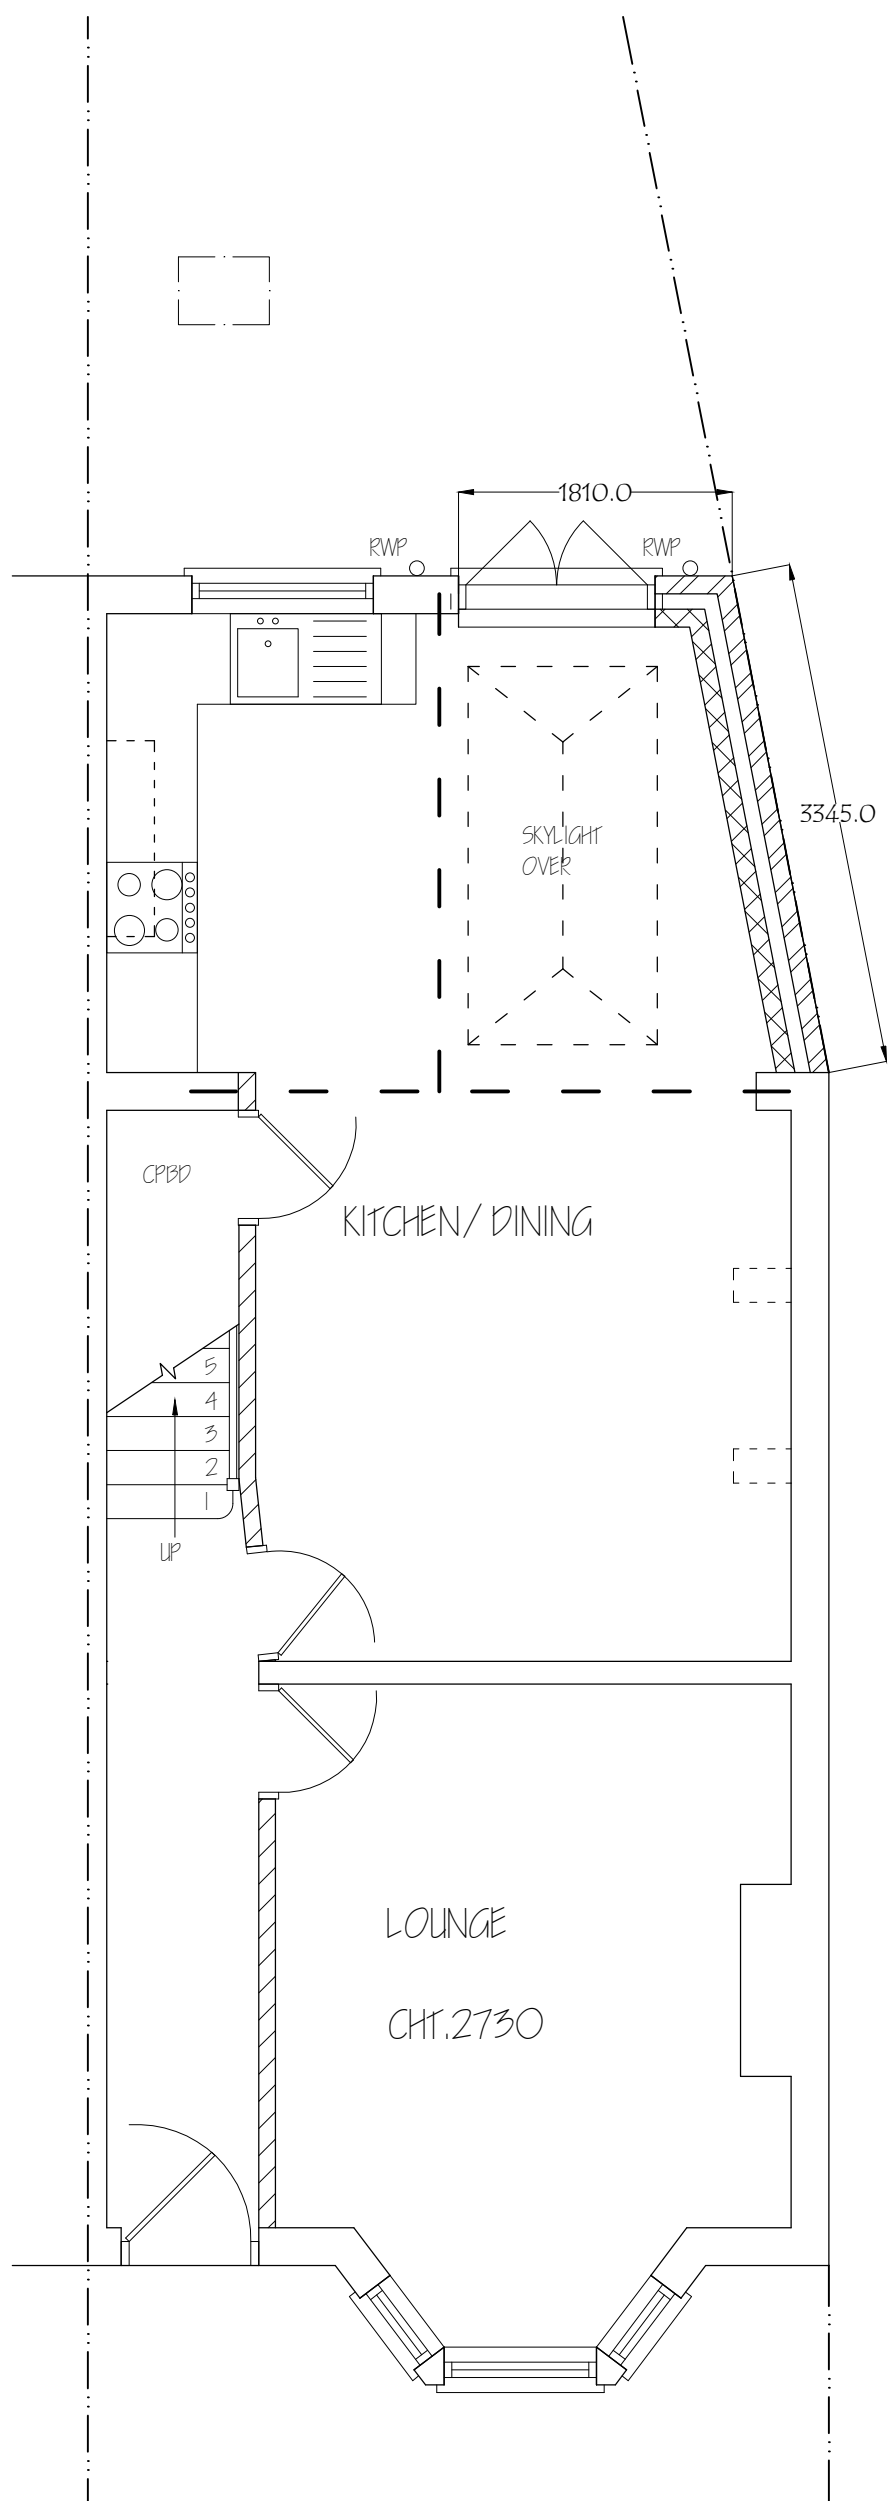 1810.0
RWP
RWP
3345.0
SKYLIGHT
OVER
CPBD
KITCHEN/ DINING
5
4
3
2
1
UP
LOUNGE
CHT.2730